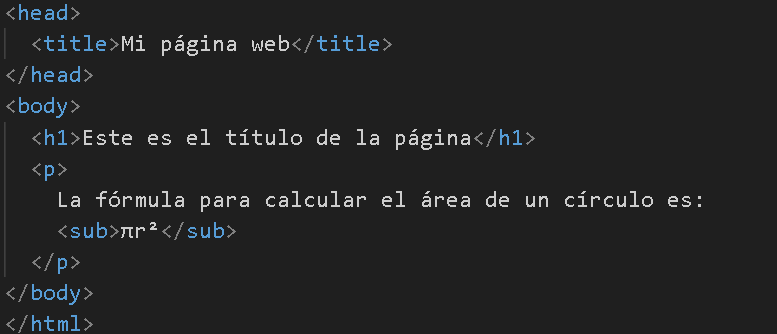 <head>
<title>Mi página web</title>
</head>
<body>
<h1>Este es el título de la página</h1>
<p>
La fórmula para calcular el área de un círculo es:
<sub>πr²</sub>
</p>
</body>
</html>